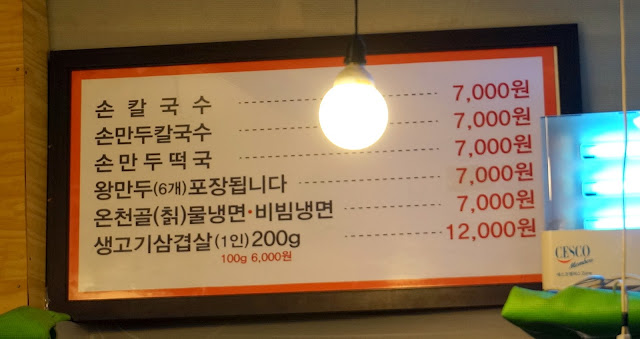 손 칼 국 수 7,000원
손만두칼국수 7,000원
손 만 두 떡 국 7,000원
왕만두(6개)포장됩니다 7,000원
온천골(칡)물냉면·비빔냉면 7,000원
생고기삼겹살(1인)200g 12,000원
100g 6,000원
CESCO
Members